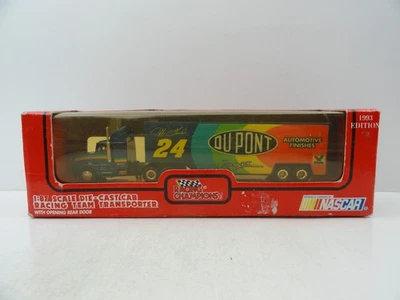 1993
EDITION
24
DU PONT
AUTOMOTIVE
FINISHES
1:87 SCALE DIE-CAST CAB
RACING TEAM TRANSPORTER
WITH OPENING REAR DOOR
RACING
CHAMPIONS
NASCAR